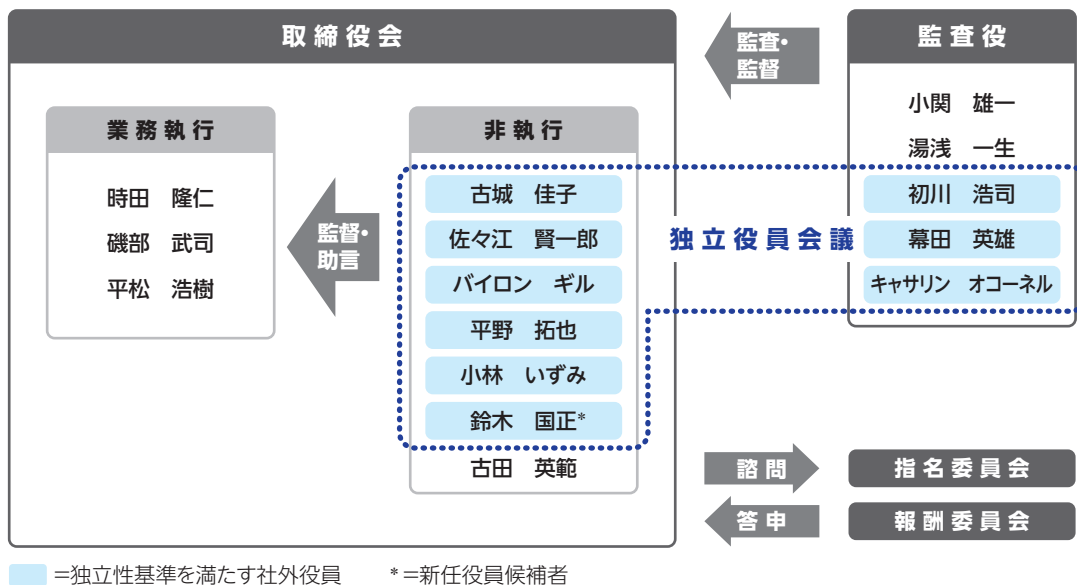 取締役会
業務執行
時田 隆仁
磯部 武司
平松 浩樹
監督・
助言
非執行
古城 佳子
佐々江 賢一郎
バイロン ギル
平野 拓也
小林 いずみ
鈴木 国正*
古田 英範
監査・
監督
監査役
小関 雄一
湯浅 一生
初川 浩司
幕田 英雄
キャサリン オコーネル
独立役員会議
諮問
答申
指名委員会
報酬委員会
=独立性基準を満たす社外役員 *=新任役員候補者